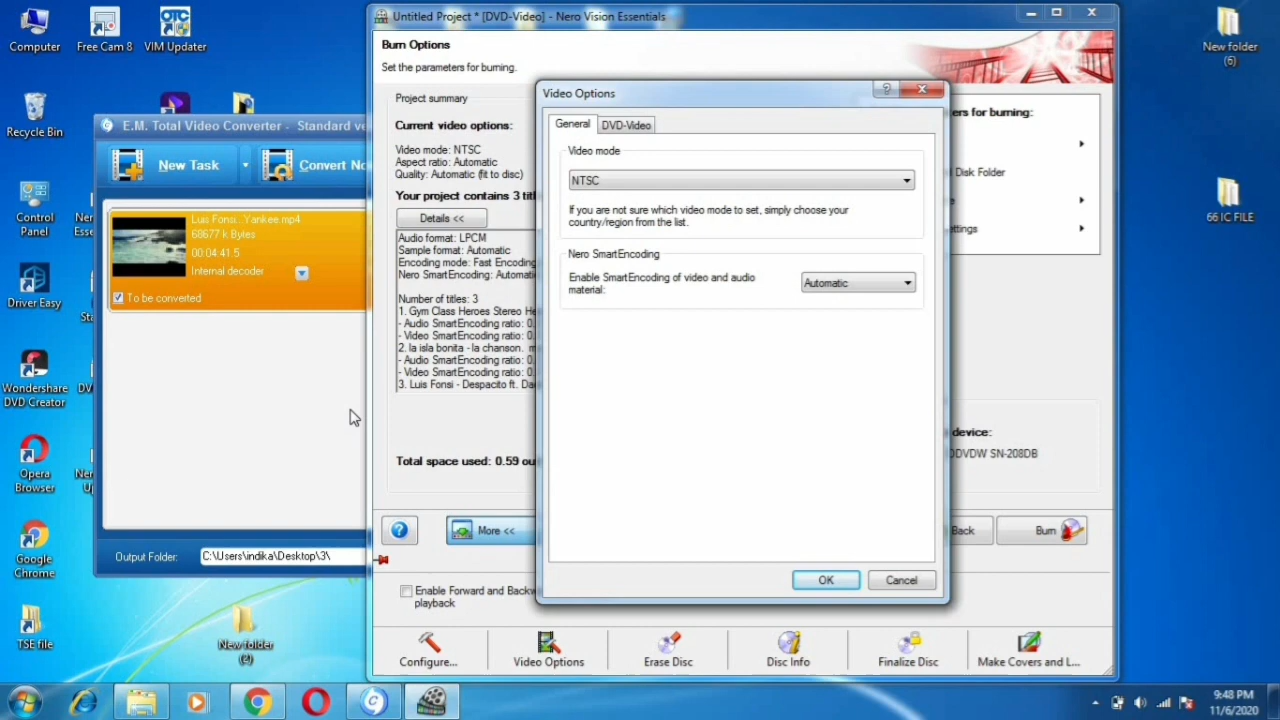 Computer
Free Cam 8
VIM Updater
Recycle Bin
Control
Panel
Driver Easy
Wondershare
DVD Creator
Opera
Browser
Google
Chrome
TSE file
New folder
(2)
New folder
(6)
66 IC FILE
E.M. Total Video Converter - Standard ve
New Task
Convert No
Luis Fonsi...Yankee.mp4
68677 k Bytes
00:04:41.5
Internal decoder
To be converted
Output Folder:
C:\Users\indika\Desktop\3\
Untitled Project * [DVD-Video] - Nero Vision Essentials
Burn Options
Set the parameters for burning.
Project summary
Current video options:
Video mode: NTSC
Aspect ratio: Automatic
Quality: Automatic (fit to disc)
Your project contains 3 titl
Details <<
Audio format: LPCM
Sample format: Automatic
Encoding mode: Fast Encoding
Nero SmartEncoding: Automatic
Number of titles: 3
1. Gym Class Heroes Stereo He
- Audio SmartEncoding ratio: 0.
- Video SmartEncoding ratio: 0.
2. la isla bonita - la chanson. m
- Audio SmartEncoding ratio: 0.
- Video SmartEncoding ratio: 0.
3. Luis Fonsi - Despacito ft. Da
Total space used: 0.59 ou
More <<
Enable Forward and Backw
playback
ers for burning:
Disk Folder
ettings
device:
DDVDW SN-208DB
Back
Burn
Video Options
General
DVD-Video
Video mode
NTSC
If you are not sure which video mode to set, simply choose your
country/region from the list.
Nero SmartEncoding
Enable SmartEncoding of video and audio
material:
Automatic
OK
Cancel
Configure...
Video Options
Erase Disc
Disc Info
Finalize Disc
Make Covers and L...
9:48 PM
11/6/2020